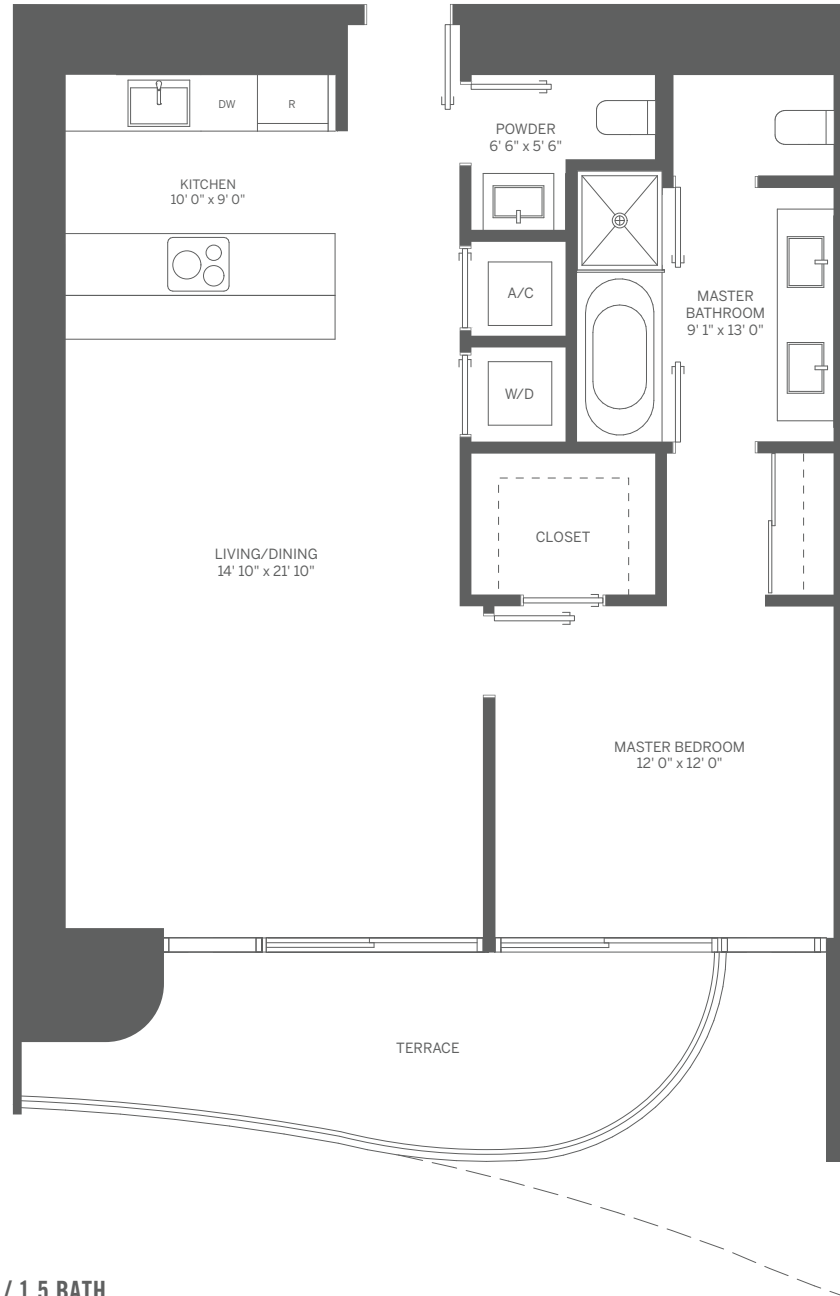 DW
R
POWDER
6' 6" x 5' 6"
KITCHEN
10' 0" x 9' 0"
A/C
MASTER
BATHROOM
9' 1" x 13' 0"
W/D
CLOSET
LIVING/DINING
14' 10" x 21' 10"
MASTER BEDROOM
12' 0" x 12' 0"
TERRACE
/ 1.5 BATH